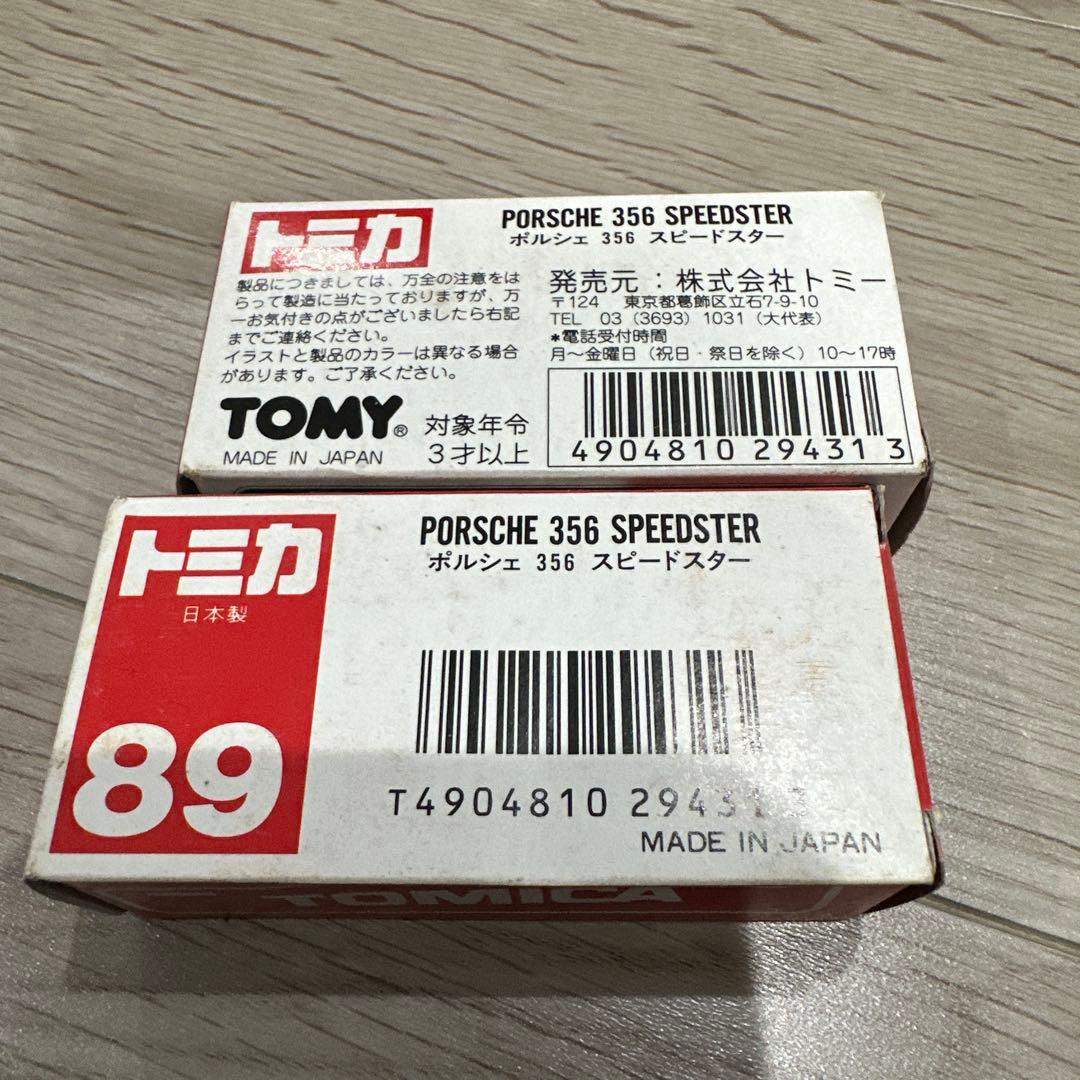 トミカ
PORSCHE 356 SPEEDSTER
ポルシェ 356 スピードスター
製品につきましては、万全の注意をは
らって製造に当たっておりますが、万
一お気付きの点がございましたら右記
までご連絡ください。
イラストと製品のカラーは異なる場合
があります。ご了承ください。
発売元：株式会社トミー
〒124 東京都葛飾区立石7-9-10
TEL 03 (3693) 1031 (大代表)
*電話受付時間
月〜金曜日 (祝日・祭日を除く) 10〜17時
TOMY®
MADE IN JAPAN
対象年令
3才以上
4904810 29431 3
トミカ
日本製
89
PORSCHE 356 SPEEDSTER
ポルシェ 356 スピードスター
T4904810 29431 3
MADE IN JAPAN
TOMICA